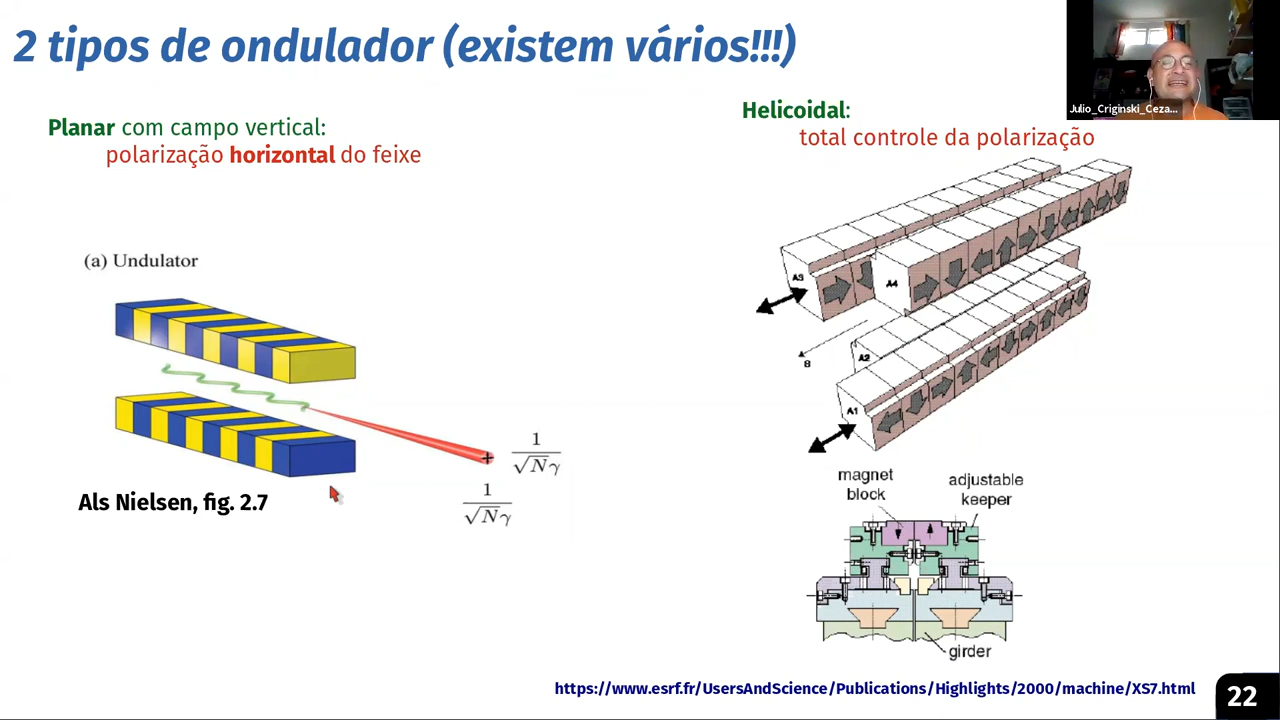 2 tipos de ondulador (existem vários!!!)
Julio_Criginski_Ceza...
Planar com campo vertical:
polarização horizontal do feixe
Helicoidal:
total controle da polarização
(a) Undulator
1
√Nγ
1
√Nγ
Als Nielsen, fig. 2.7
A3
A4
B
A2
A1
magnet
block
adjustable
keeper
girder
https://www.esrf.fr/UsersAndScience/Publications/Highlights/2000/machine/XS7.html
22